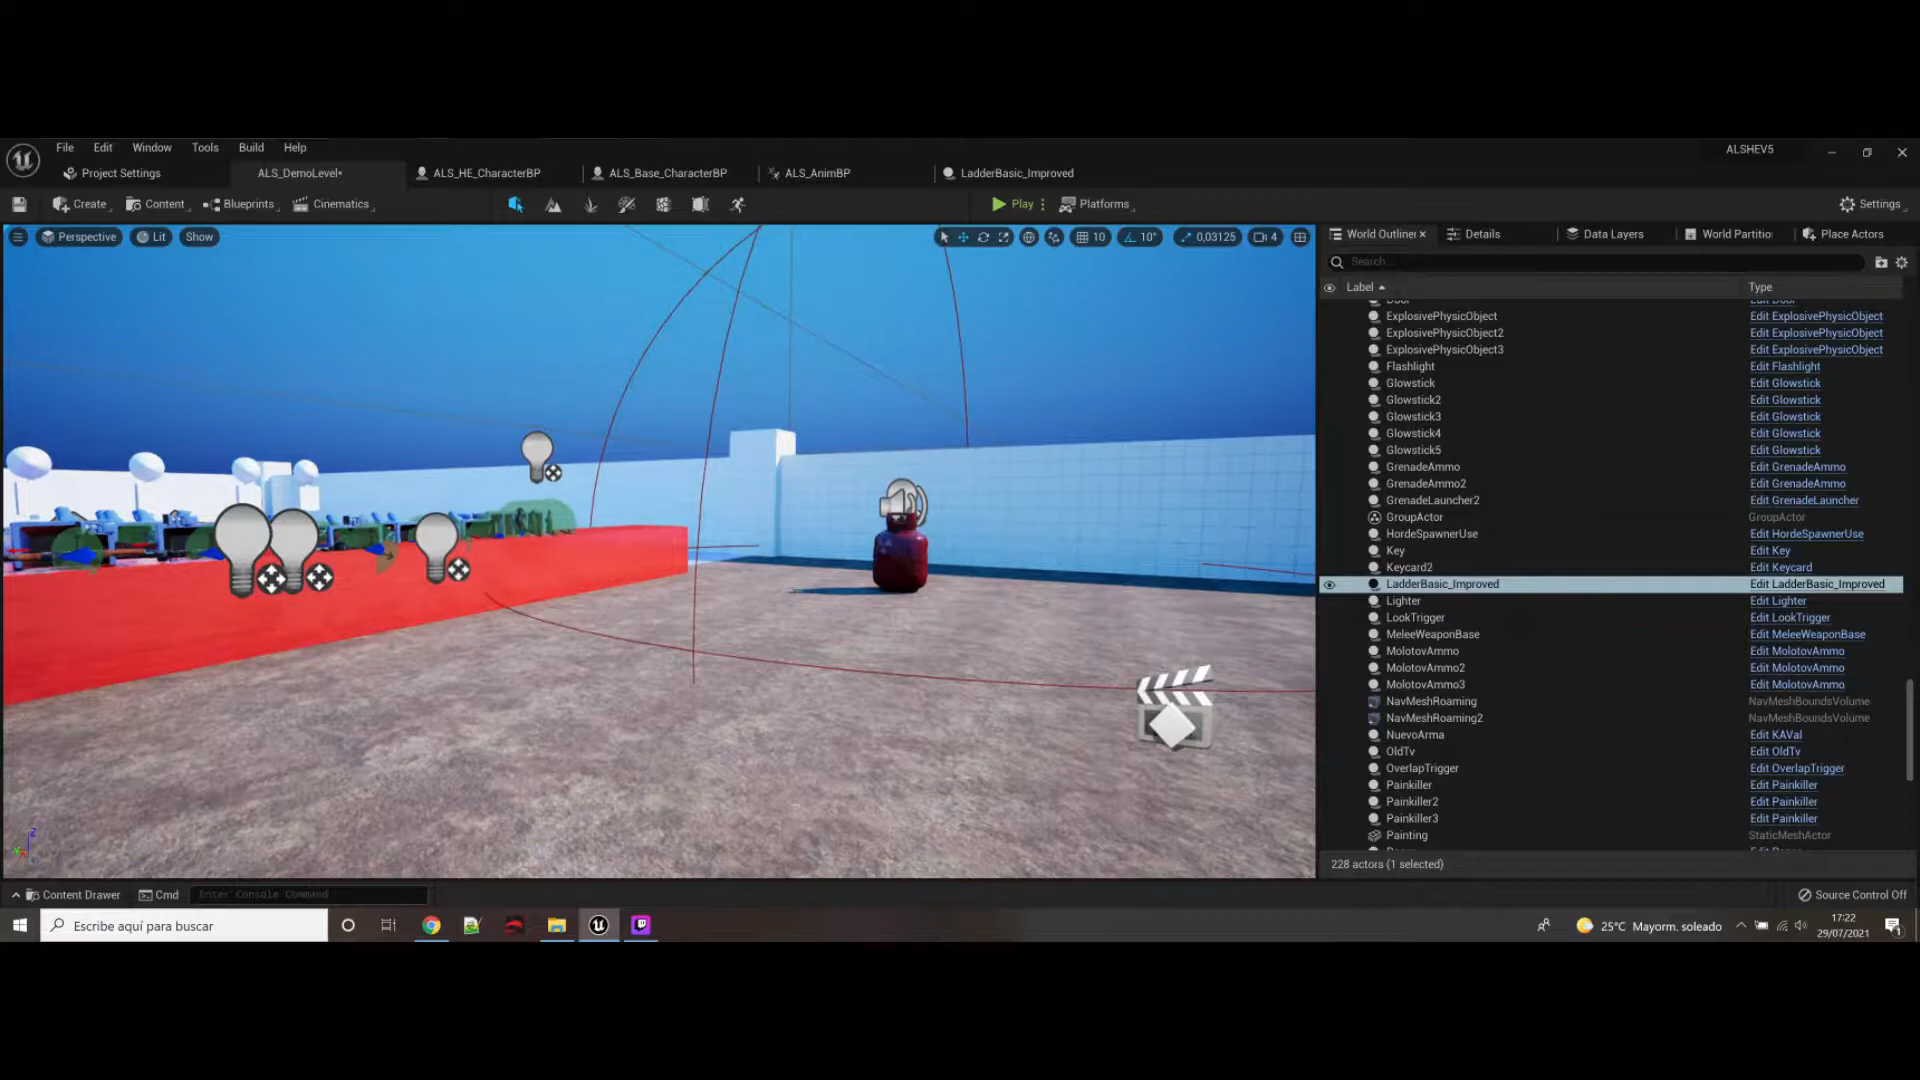 File Edit Window Tools Build Help
ALSHEV5
Project Settings ALS_DemoLevel• ALS_HE_CharacterBP ALS_Base_CharacterBP ALS_AnimBP LadderBasic_Improved
Create Content Blueprints Cinematics Play Platforms Settings
Perspective Lit Show 10 10° 0,03125 4
World Outliner Details Data Layers World Partitio Place Actors
Search...
Label Type
ExplosivePhysicObject Edit ExplosivePhysicObject
ExplosivePhysicObject2 Edit ExplosivePhysicObject
ExplosivePhysicObject3 Edit ExplosivePhysicObject
Flashlight Edit Flashlight
Glowstick Edit Glowstick
Glowstick2 Edit Glowstick
Glowstick3 Edit Glowstick
Glowstick4 Edit Glowstick
Glowstick5 Edit Glowstick
GrenadeAmmo Edit GrenadeAmmo
GrenadeAmmo2 Edit GrenadeAmmo
GrenadeLauncher2 Edit GrenadeLauncher
GroupActor GroupActor
HordeSpawnerUse Edit HordeSpawnerUse
Key Edit Key
Keycard2 Edit Keycard
LadderBasic_Improved Edit LadderBasic_Improved
Lighter Edit Lighter
LookTrigger Edit LookTrigger
MeleeWeaponBase Edit MeleeWeaponBase
MolotovAmmo Edit MolotovAmmo
MolotovAmmo2 Edit MolotovAmmo
MolotovAmmo3 Edit MolotovAmmo
NavMeshRoaming NavMeshBoundsVolume
NavMeshRoaming2 NavMeshBoundsVolume
NuevoArma Edit KAVal
OldTv Edit OldTv
OverlapTrigger Edit OverlapTrigger
Painkiller Edit Painkiller
Painkiller2 Edit Painkiller
Painkiller3 Edit Painkiller
Painting StaticMeshActor
228 actors (1 selected)
Content Drawer Cmd Enter Console Command Source Control Off
Escribe aquí para buscar 25°C Mayorm. soleado 17:22
29/07/2021